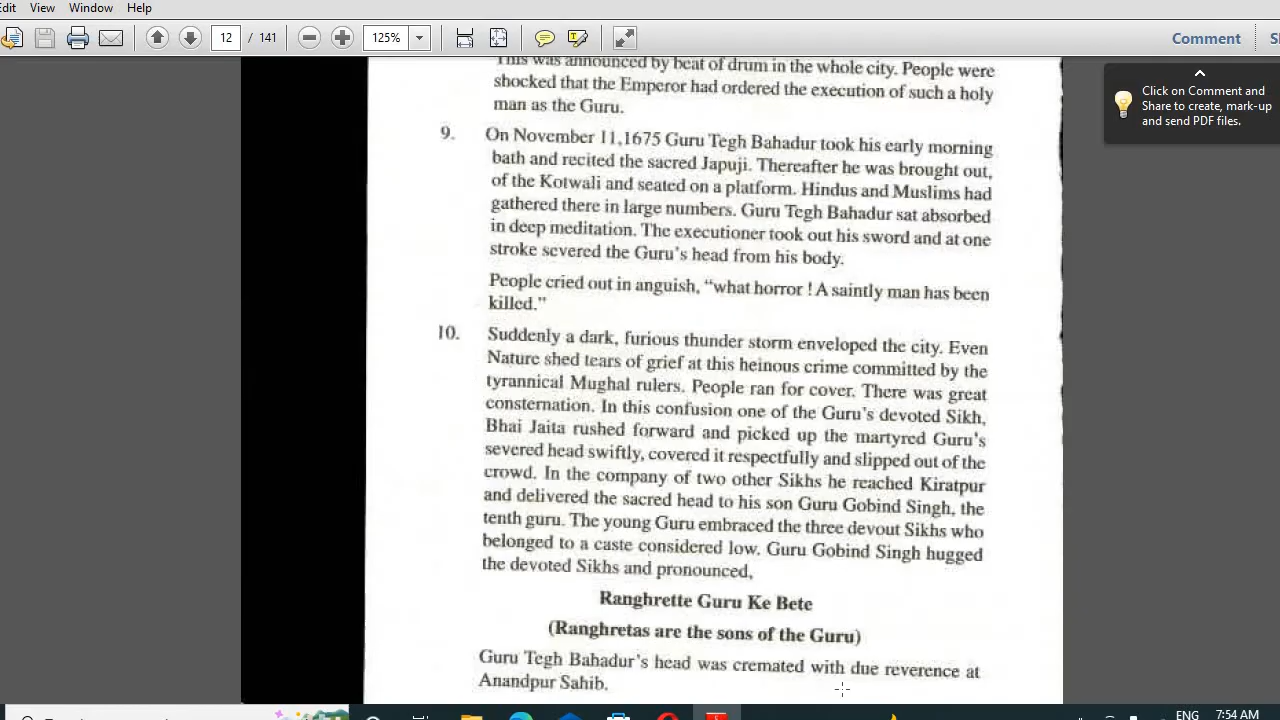 Edit View Window Help
12 / 141 125% Comment
Click on Comment and
Share to create, mark-up
and send PDF files.
This was announced by beat of drum in the whole city. People were
shocked that the Emperor had ordered the execution of such a holy
man as the Guru.
9. On November 11,1675 Guru Tegh Bahadur took his early morning
bath and recited the sacred Japuji. Thereafter he was brought out,
of the Kotwali and seated on a platform. Hindus and Muslims had
gathered there in large numbers. Guru Tegh Bahadur sat absorbed
in deep meditation. The executioner took out his sword and at one
stroke severed the Guru's head from his body.
People cried out in anguish, “what horror ! A saintly man has been
killed.”
10. Suddenly a dark, furious thunder storm enveloped the city. Even
Nature shed tears of grief at this heinous crime committed by the
tyrannical Mughal rulers. People ran for cover. There was great
consternation. In this confusion one of the Guru's devoted Sikh,
Bhai Jaita rushed forward and picked up the martyred Guru's
severed head swiftly, covered it respectfully and slipped out of the
crowd. In the company of two other Sikhs he reached Kiratpur
and delivered the sacred head to his son Guru Gobind Singh, the
tenth guru. The young Guru embraced the three devout Sikhs who
belonged to a caste considered low. Guru Gobind Singh hugged
the devoted Sikhs and pronounced,
Ranghrette Guru Ke Bete
(Ranghretas are the sons of the Guru)
Guru Tegh Bahadur's head was cremated with due reverence at
Anandpur Sahib.
ENG 7:54 AM